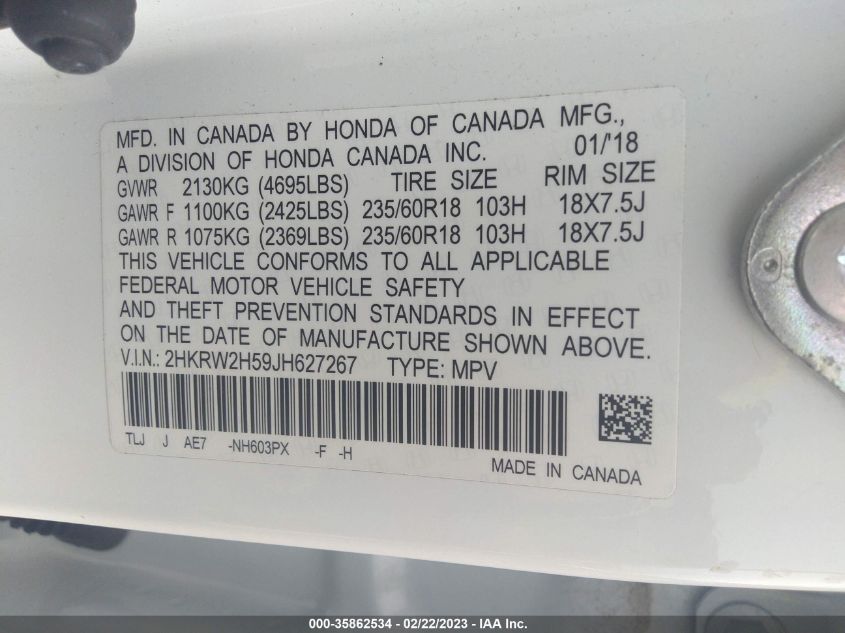 MFD. IN CANADA BY HONDA OF CANADA MFG.,
A DIVISION OF HONDA CANADA INC. 01/'18
GVWR 2130KG (4695LBS) TIRE SIZE RIM SIZE
GAWR F 1100KG (2425LBS) 235/60R18 103H 18X7.5J
GAWR R 1075KG (2369LBS) 235/60R18 103H 18X7.5J
THIS VEHICLE CONFORMS TO ALL APPLICABLE
FEDERAL MOTOR VEHICLE SAFETY
AND THEFT PREVENTION STANDARDS IN EFFECT
ON THE DATE OF MANUFACTURE SHOWN ABOVE.
V.I.N.: 2HKRW2H59JH627267 TYPE: MPV
TLJ J AE7 -NH603PX -F -H
MADE IN CANADA
000-35862534 - 02/22/2023 - IAA Inc.